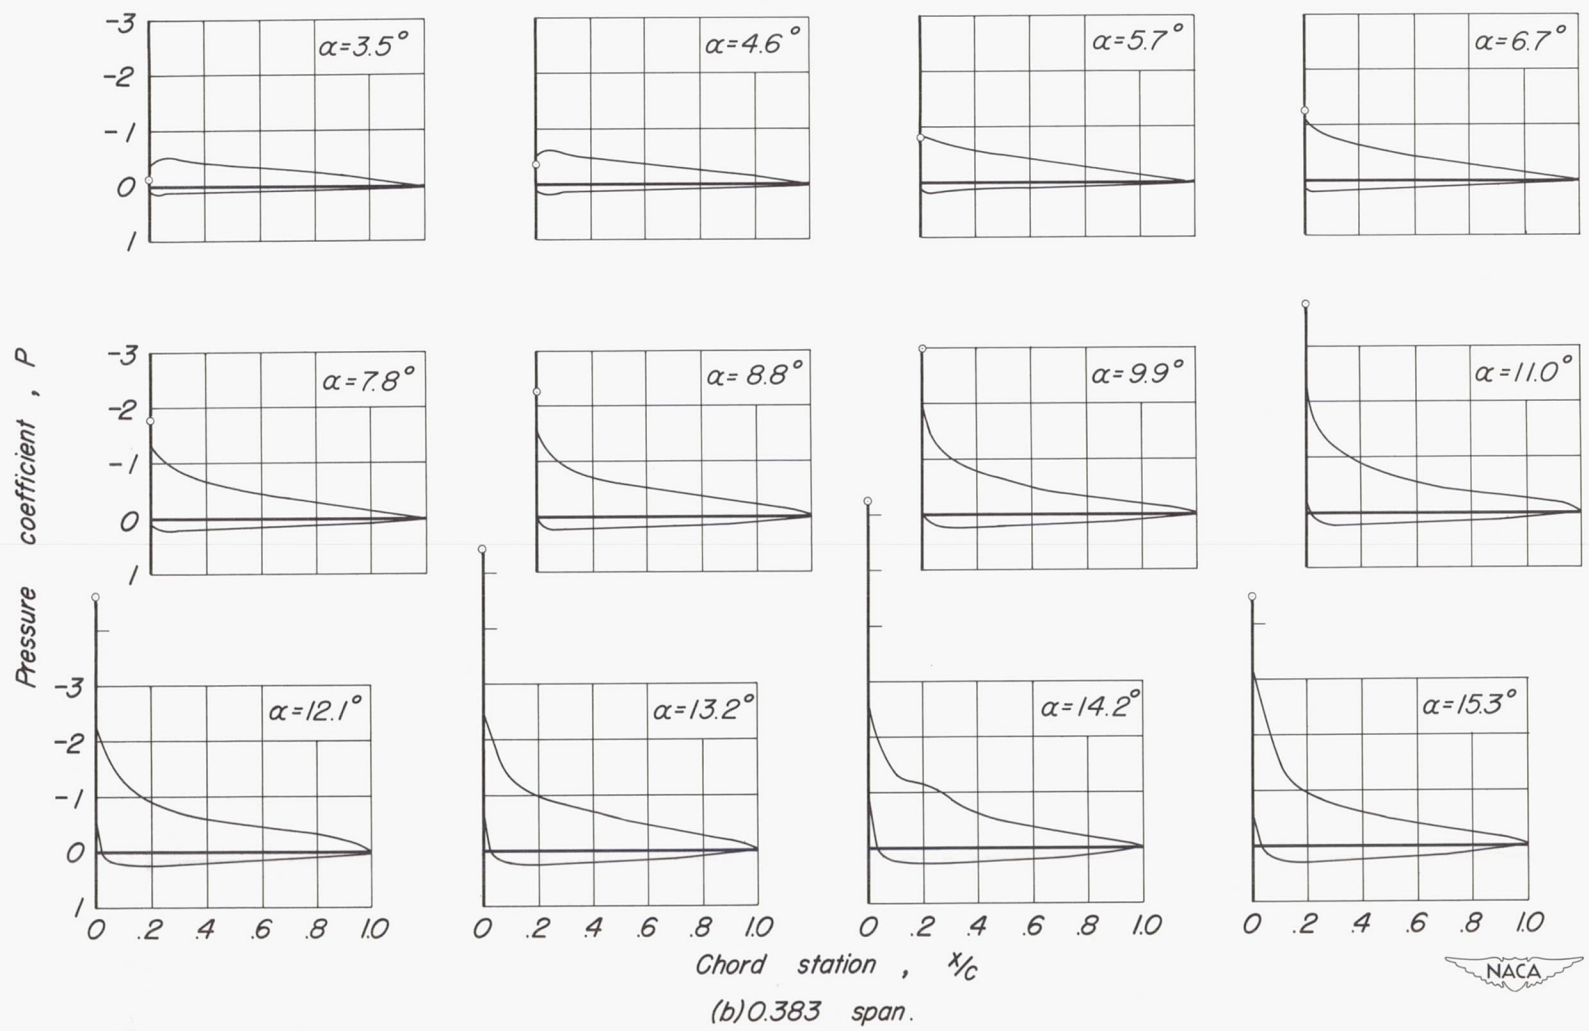 -3 α=3.5° α=4.6° α=5.7° α=6.7°
-2
-1
0
1
-3 α=7.8° α=8.8° α=9.9° α=11.0°
-2
-1
0
1
Pressure coefficient , P
-3 α=12.1° α=13.2° α=14.2° α=15.3°
-2
-1
0
1
0 .2 .4 .6 .8 1.0 0 .2 .4 .6 .8 1.0 0 .2 .4 .6 .8 1.0 0 .2 .4 .6 .8 1.0
Chord station , x/c
NACA
(b) 0.383 span.